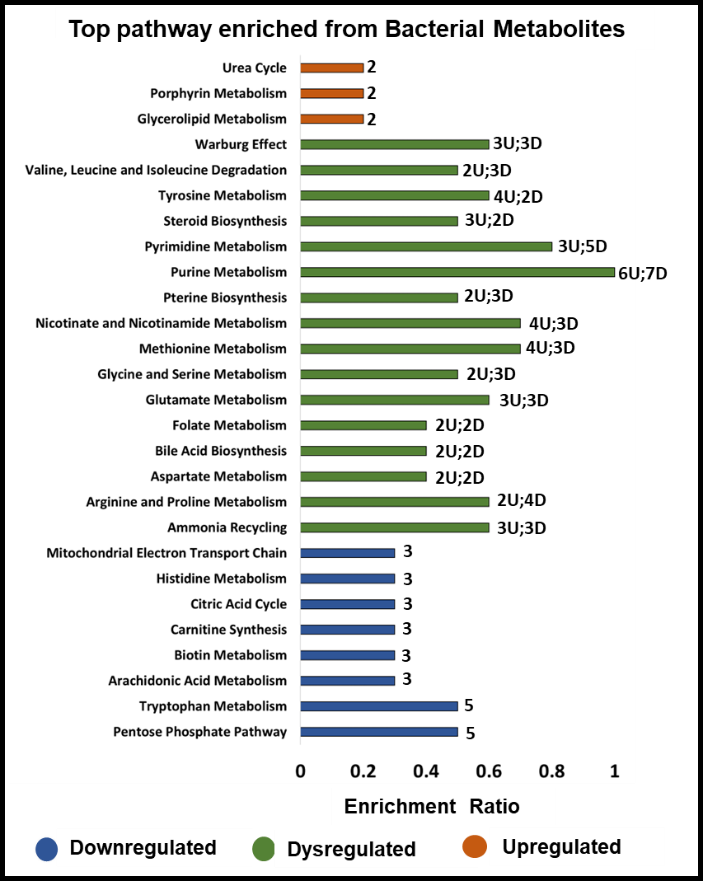 Top pathway enriched from Bacterial Metabolites
Urea Cycle 2
Porphyrin Metabolism 2
Glycerolipid Metabolism 2
Warburg Effect 3U;3D
Valine, Leucine and Isoleucine Degradation 2U;3D
Tyrosine Metabolism 4U;2D
Steroid Biosynthesis 3U;2D
Pyrimidine Metabolism 3U;5D
Purine Metabolism 6U;7D
Pterine Biosynthesis 2U;3D
Nicotinate and Nicotinamide Metabolism 4U;3D
Methionine Metabolism 4U;3D
Glycine and Serine Metabolism 2U;3D
Glutamate Metabolism 3U;3D
Folate Metabolism 2U;2D
Bile Acid Biosynthesis 2U;2D
Aspartate Metabolism 2U;2D
Arginine and Proline Metabolism 2U;4D
Ammonia Recycling 3U;3D
Mitochondrial Electron Transport Chain 3
Histidine Metabolism 3
Citric Acid Cycle 3
Carnitine Synthesis 3
Biotin Metabolism 3
Arachidonic Acid Metabolism 3
Tryptophan Metabolism 5
Pentose Phosphate Pathway 5
0 0.2 0.4 0.6 0.8 1
Enrichment Ratio
Downregulated Dysregulated Upregulated